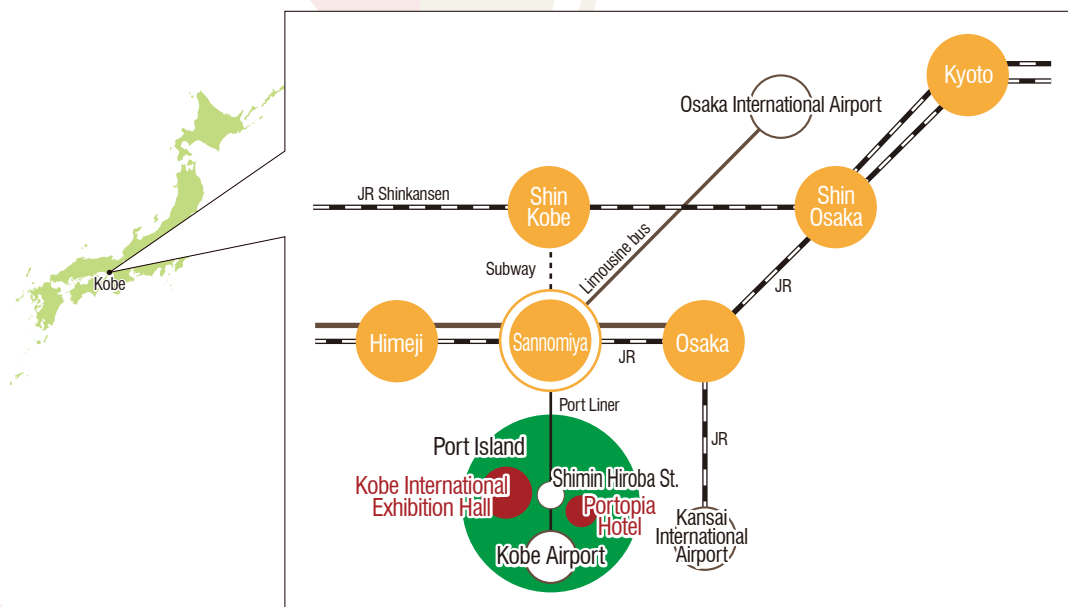 Kyoto
Osaka International Airport
JR Shinkansen
Shin
Kobe
Shin
Osaka
Kobe
Subway
Limousine bus
JR
Himeji
Sannomiya
JR
Osaka
Port Liner
JR
Port Island
Shimin Hiroba St.
Kobe International
Exhibition Hall
Portopia
Hotel
Kansai
International
Airport
Kobe Airport